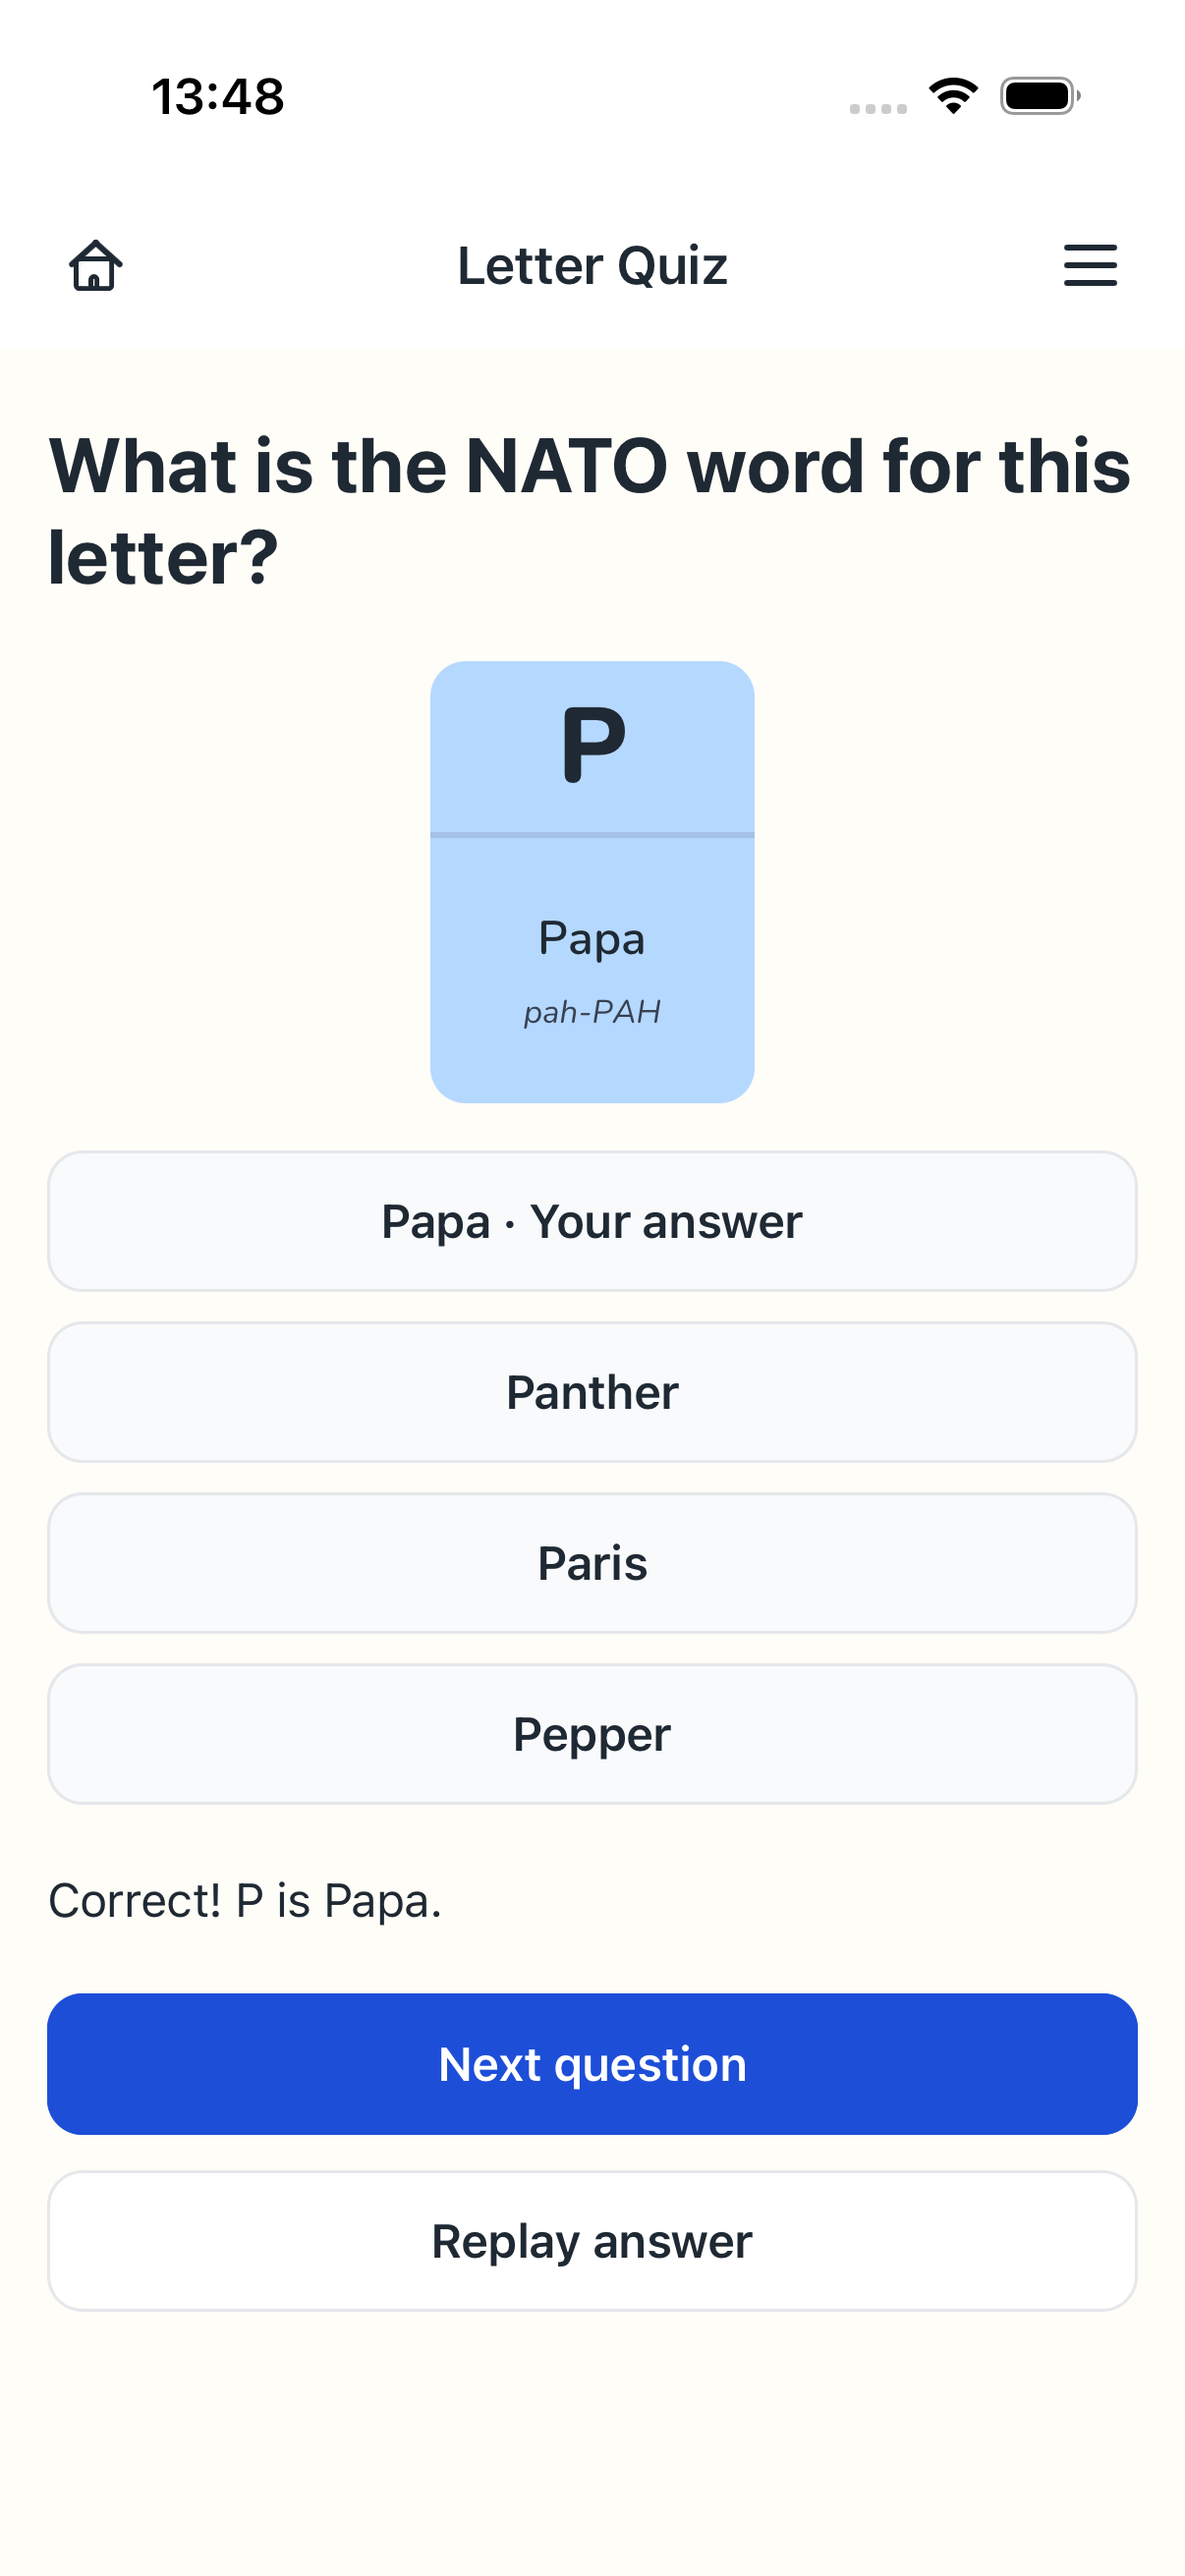 13:48
Letter Quiz
What is the NATO word for this
letter?
P
Papa
pah-PAH
Papa · Your answer
Panther
Paris
Pepper
Correct! P is Papa.
Next question
Replay answer